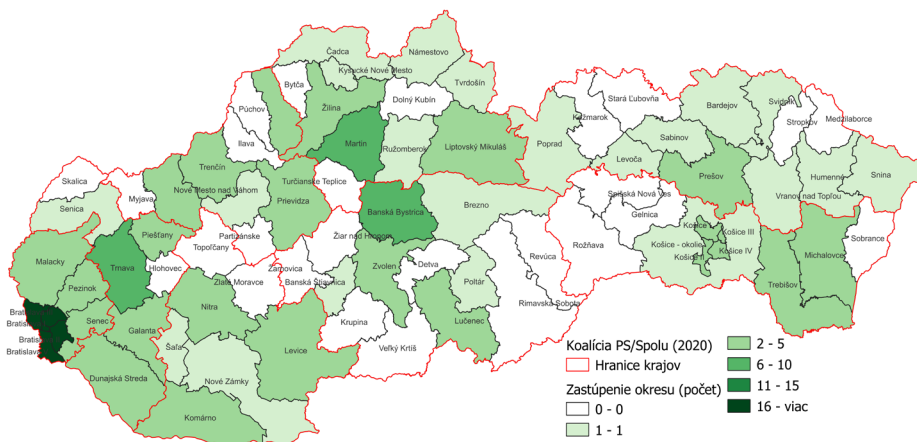 Čadca
Námestovo
Kysucké Nové Mesto
Tvrdošín
Bytča
Dolný Kubín
Stará Ľubovňa
Púchov
Žilina
Kežmarok
Bardejov
Svidník
Medzilaborce
Stropkov
Ilava
Martin
Ružomberok
Liptovský Mikuláš
Poprad
Sabinov
Levoča
Trenčín
Prešov
Humenné
Snina
Skalica
Nové Mesto nad Váhom
Turčianske Teplice
Prievidza
Vranov nad Topľou
Senica
Myjava
Banská Bystrica
Brezno
Spišská Nová Ves
Gelnica
Piešťany
Partizánske
Topoľčany
Žiar nad Hronom
Košice I
Košice III
Rožňava
Košice - okolie
Košice II
Košice IV
Michalovce
Sobrance
Malacky
Trnava
Hlohovec
Zvolen
Detva
Revúca
Žarnovica
Banská Štiavnica
Zlaté Moravce
Poltár
Trebišov
Pezinok
Nitra
Rimavská Sobota
Senec
Galanta
Krupina
Lučenec
Levice
Šaľa
Veľký Krtíš
Dunajská Streda
Nové Zámky
Komárno
Koalícia PS/Spolu (2020)
Hranice krajov
Zastúpenie okresu (počet)
0 - 0
1 - 1
2 - 5
6 - 10
11 - 15
16 - viac